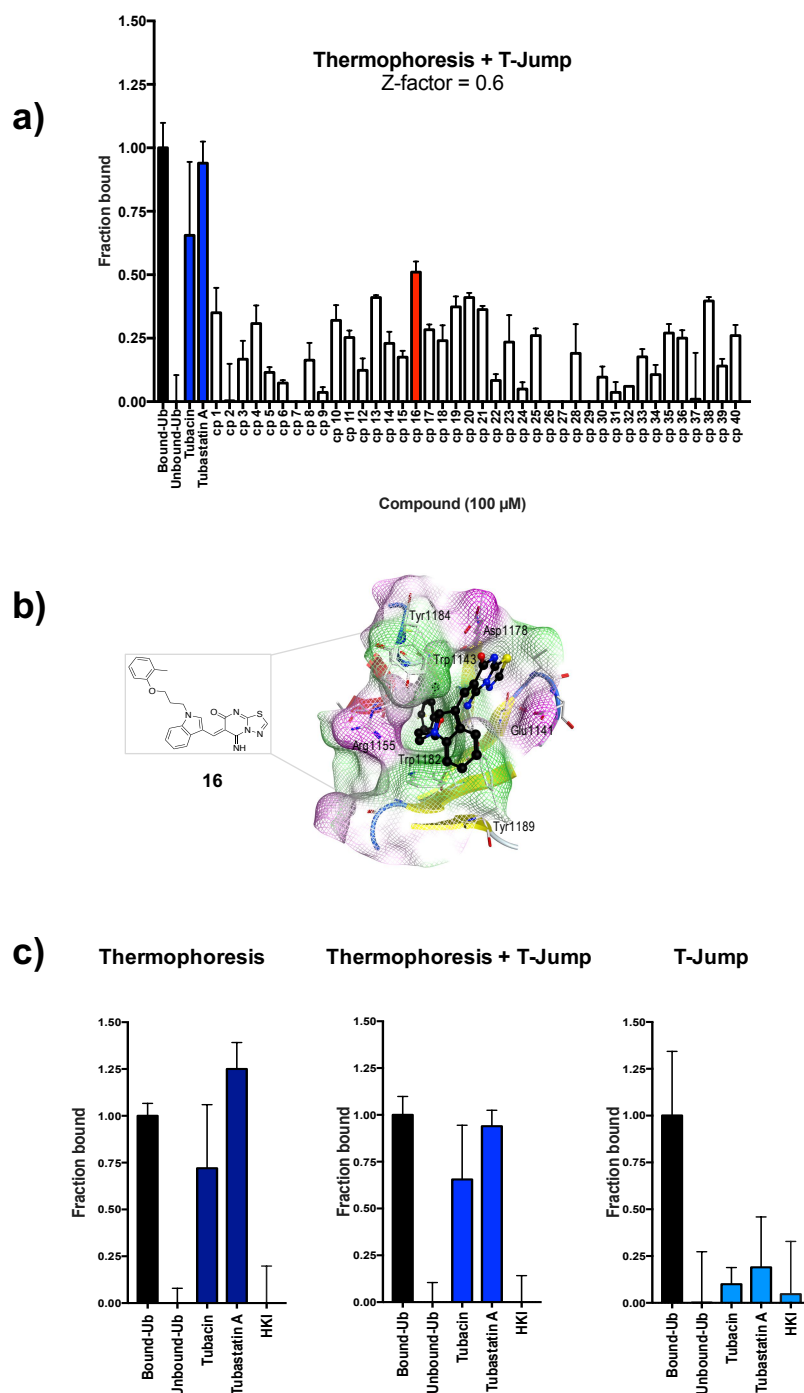 a)
Thermophoresis + T-Jump
Z-factor = 0.6
Fraction bound
1.50
1.25
1.00
0.75
0.50
0.25
0.00
Bound-Ub
Unbound-Ub
Tubacin
Tubastatin A
cp 1
cp 2
cp 3
cp 4
cp 5
cp 6
cp 7
cp 8
cp 9
cp 10
cp 11
cp 12
cp 13
cp 14
cp 15
cp 16
cp 17
cp 18
cp 19
cp 20
cp 21
cp 22
cp 23
cp 24
cp 25
cp 26
cp 27
cp 28
cp 29
cp 30
cp 31
cp 32
cp 33
cp 34
cp 35
cp 36
cp 37
cp 38
cp 39
cp 40
Compound (100 µM)
b)
O
N
O
N
S
N
N
NH
16
Tyr1184
Asp1178
Trp1143
Arg1155
Glu1141
Trp1182
Tyr1189
c)
Thermophoresis
Fraction bound
1.50
1.25
1.00
0.75
0.50
0.25
0.00
Bound-Ub
Unbound-Ub
Tubacin
Tubastatin A
HKI
Thermophoresis + T-Jump
Fraction bound
1.50
1.25
1.00
0.75
0.50
0.25
0.00
Bound-Ub
Unbound-Ub
Tubacin
Tubastatin A
HKI
T-Jump
Fraction bound
1.50
1.25
1.00
0.75
0.50
0.25
0.00
Bound-Ub
Unbound-Ub
Tubacin
Tubastatin A
HKI